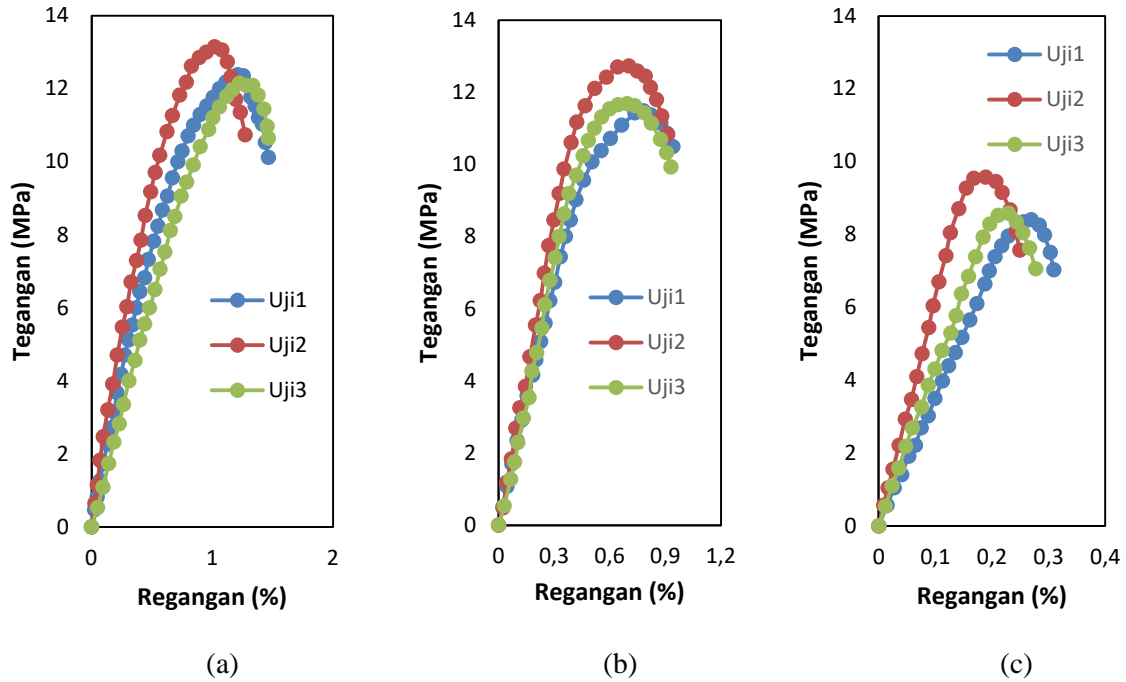 Tegangan (MPa)
14
12
10
8
6
4
2
0
0 1 2
Regangan (%)
Uji1
Uji2
Uji3
(a)
Tegangan (MPa)
14
12
10
8
6
4
2
0
0 0,3 0,6 0,9 1,2
Regangan (%)
Uji1
Uji2
Uji3
(b)
Tegangan (MPa)
14
12
10
8
6
4
2
0
0 0,1 0,2 0,3 0,4
Regangan (%)
Uji1
Uji2
Uji3
(c)